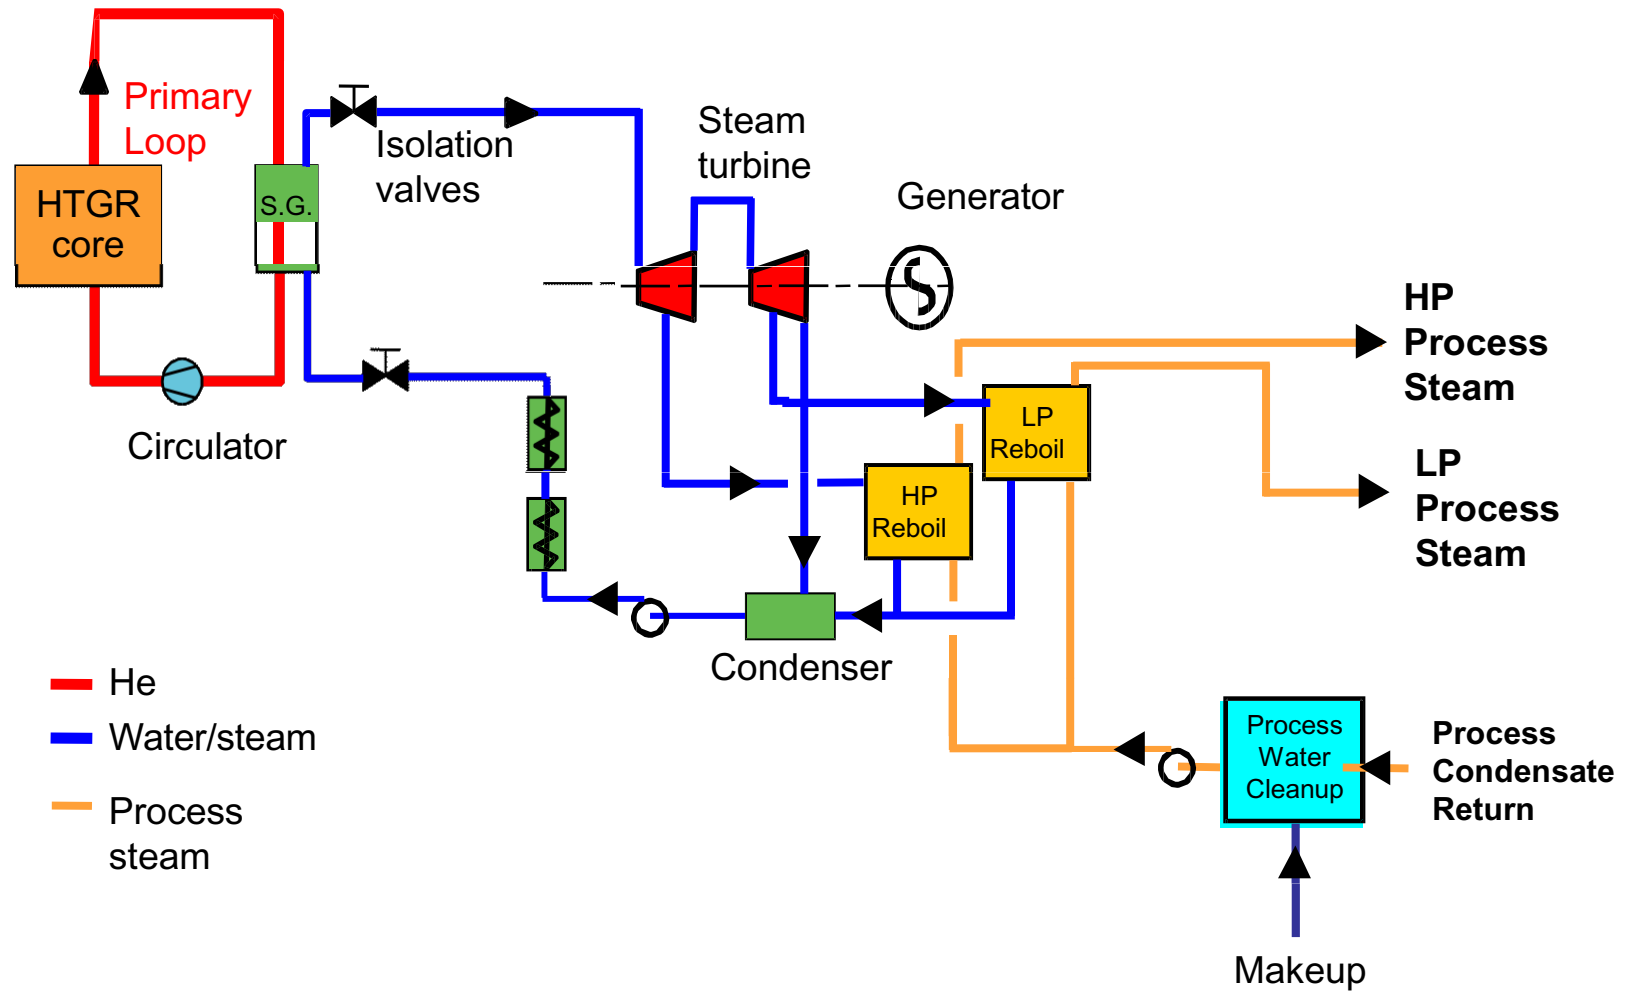 Primary
Loop
HTGR
core
S.G.
Isolation
valves
Steam
turbine
Generator
Circulator
HP
Process
Steam
LP
Reboil
HP
Reboil
LP
Process
Steam
Condenser
He
Water/steam
Process
steam
Process
Water
Cleanup
Process
Condensate
Return
Makeup